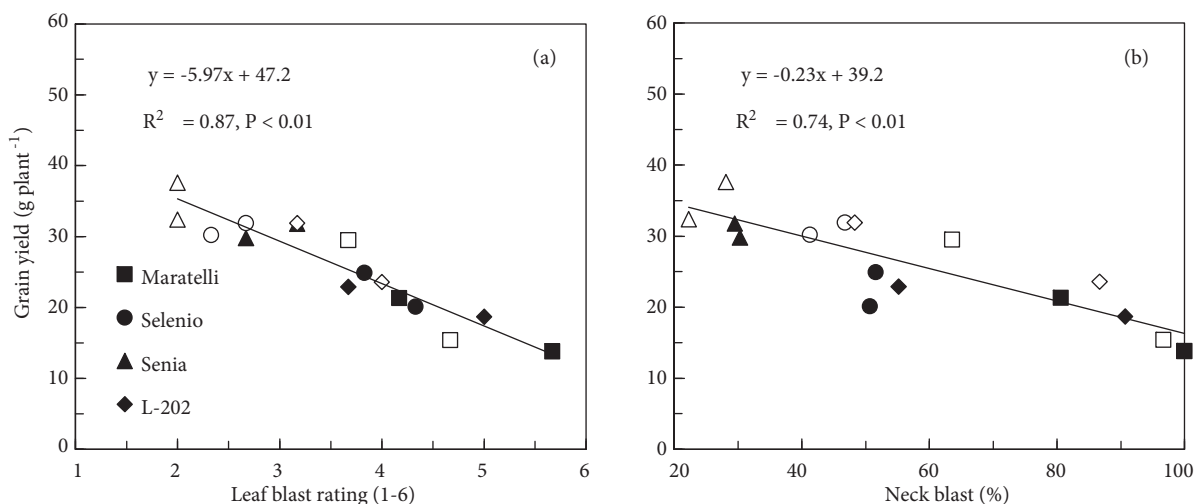 60
50
40
30
20
10
0
Grain yield (g plant⁻¹)
(a)
y = -5.97x + 47.2
R² = 0.87, P < 0.01
Maratelli
Selenio
Senia
L-202
1 2 3 4 5 6
Leaf blast rating (1-6)
60
50
40
30
20
10
0
(b)
y = -0.23x + 39.2
R² = 0.74, P < 0.01
20 40 60 80 100
Neck blast (%)